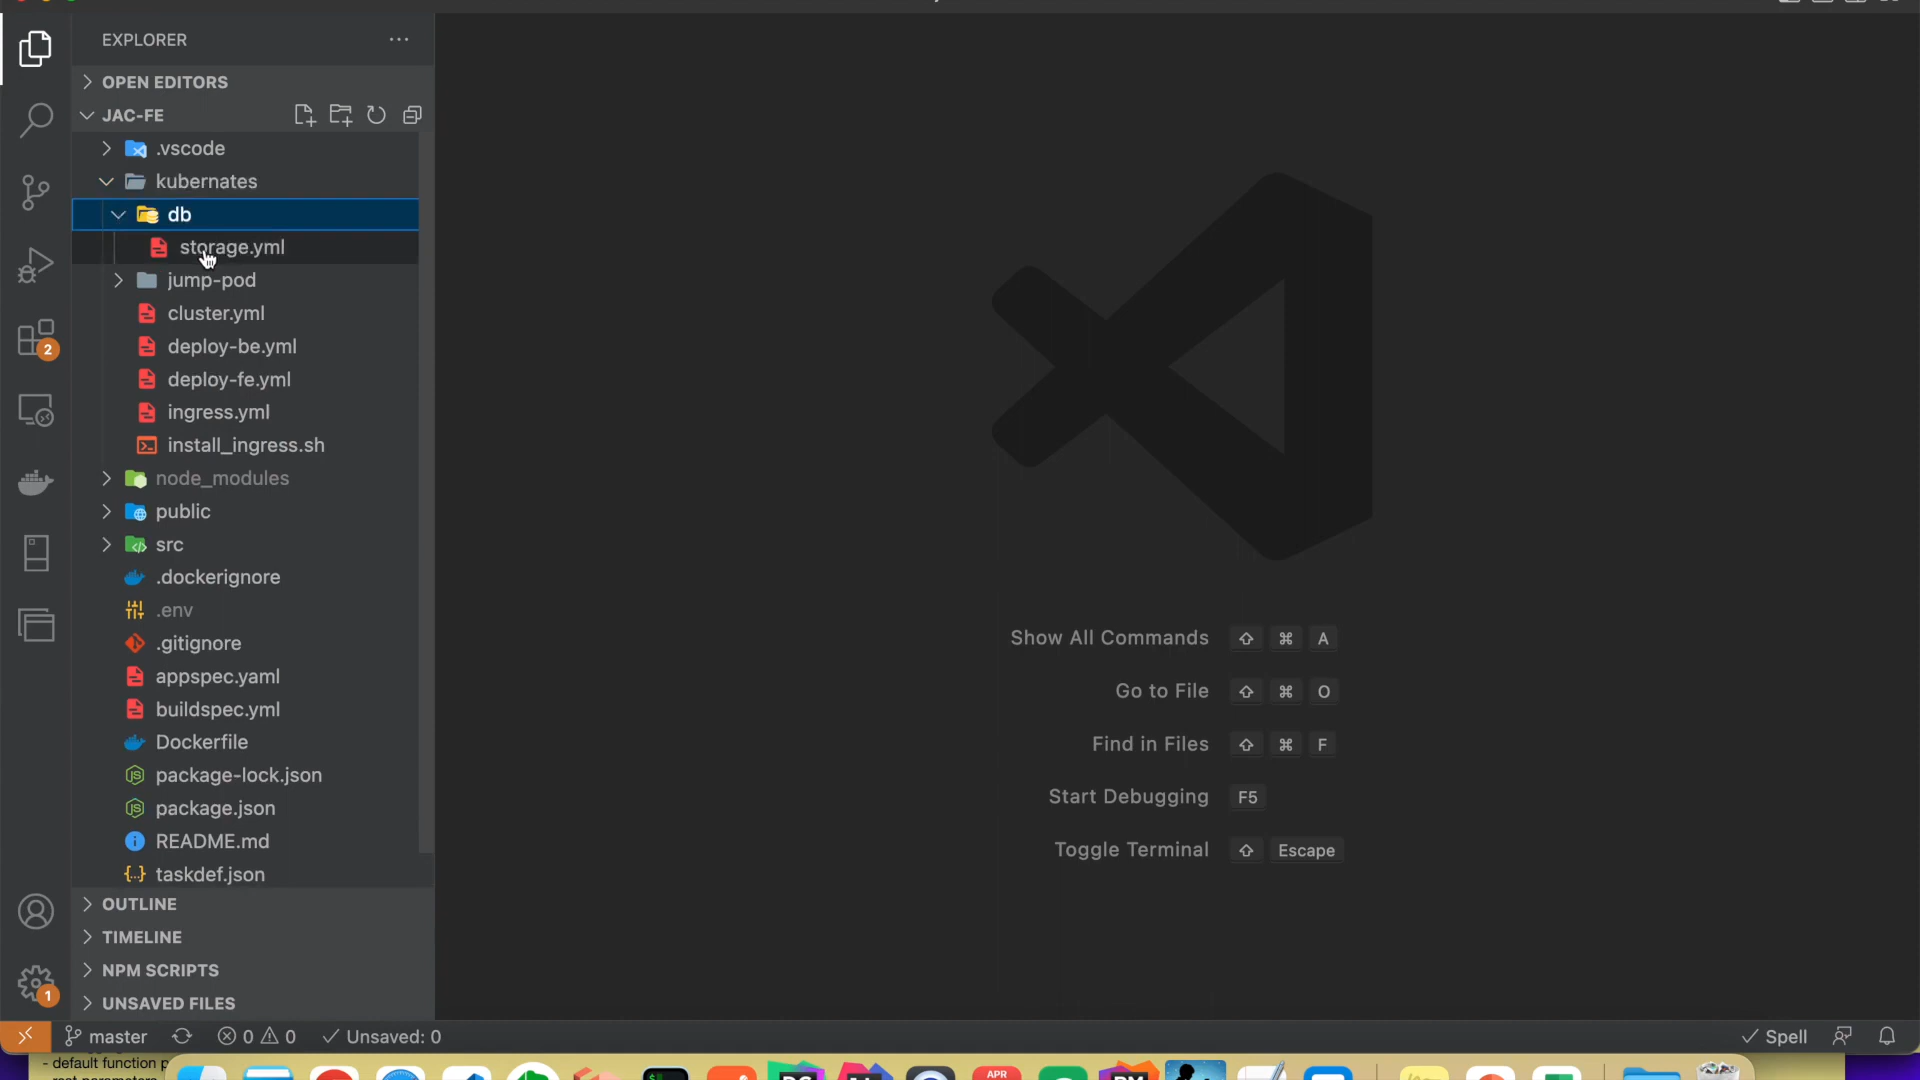 EXPLORER
OPEN EDITORS
JAC-FE
.vscode
kubernates
db
storage.yml
jump-pod
cluster.yml
deploy-be.yml
deploy-fe.yml
ingress.yml
install_ingress.sh
node_modules
public
src
.dockerignore
.env
.gitignore
appspec.yaml
buildspec.yml
Dockerfile
package-lock.json
package.json
README.md
taskdef.json
OUTLINE
TIMELINE
NPM SCRIPTS
UNSAVED FILES
2
1
Show All Commands ⇧ ⌘ A
Go to File ⇧ ⌘ O
Find in Files ⇧ ⌘ F
Start Debugging F5
Toggle Terminal ⇧ Escape
master 0 0 Unsaved: 0 Spell
- default function p
APR